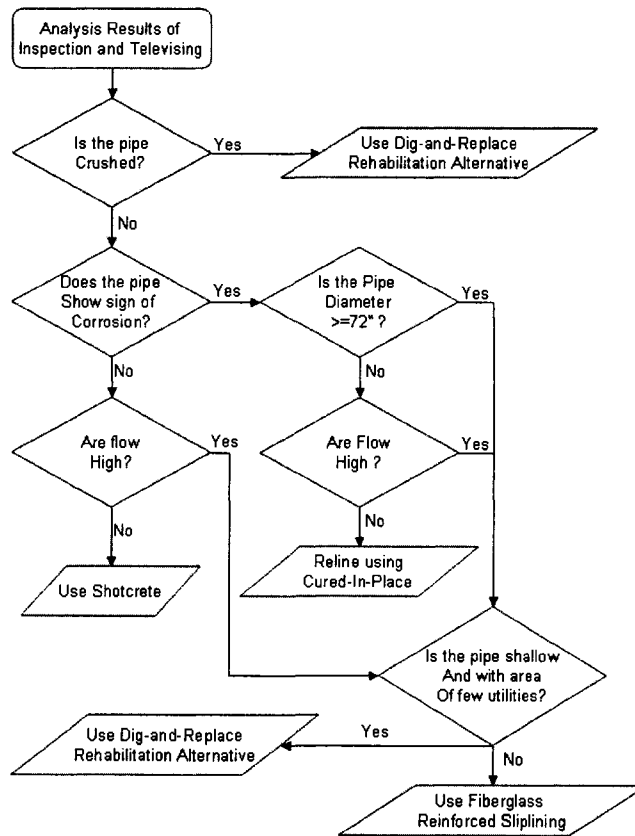 Analysis Results of
Inspection and Televising
Is the pipe
Crushed?
Yes
Use Dig-and-Replace
Rehabilitation Alternative
No
Does the pipe
Show sign of
Corrosion?
Yes
Is the Pipe
Diameter
>=72" ?
Yes
No
No
Are flow
High?
Yes
Are Flow
High ?
Yes
No
No
Use Shotcrete
Reline using
Cured-In-Place
Is the pipe shallow
And with area
Of few utilities?
Yes
Use Dig-and-Replace
Rehabilitation Alternative
No
Use Fiberglass
Reinforced Sliplining